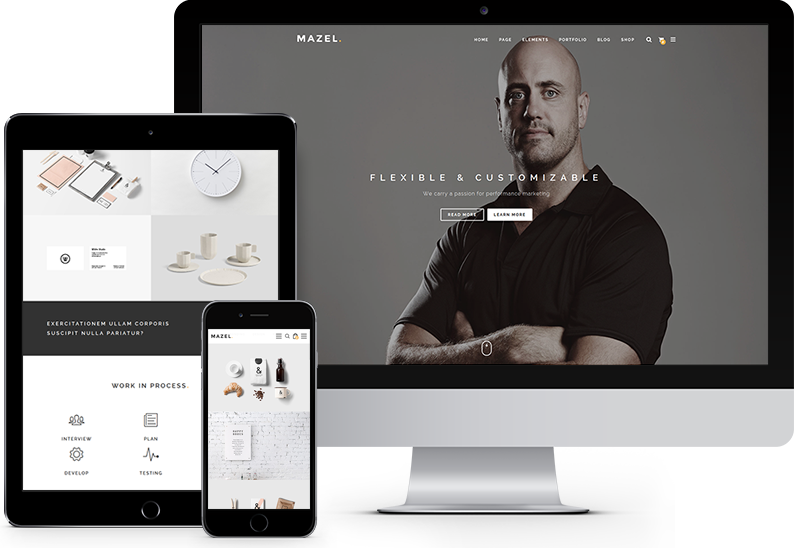 MAZEL.
HOME PAGE ELEMENTS PORTFOLIO BLOG SHOP
FLEXIBLE & CUSTOMIZABLE
We carry a passion for performance marketing.
READ MORE LEARN MORE
EXERCITATIONEM ULLAM CORPORIS
SUSCIPIT NULLA PARIATUR?
WORK IN PROCESS.
INTERVIEW PLAN
DEVELOP TESTING
MAZEL.
&
&